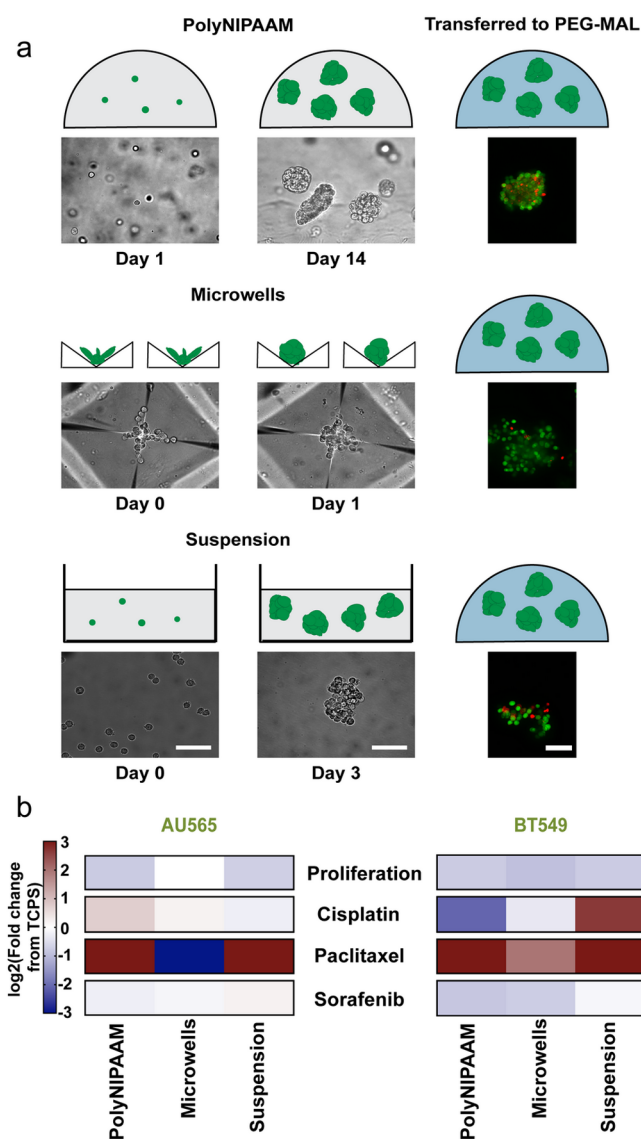 a
PolyNIPAAM
Transferred to PEG-MAL
Day 1
Day 14
Microwells
Day 0
Day 1
Suspension
Day 0
Day 3
b
AU565
BT549
log2(Fold change
from TCPS)
3
2
1
0
-1
-2
-3
Proliferation
Cisplatin
Paclitaxel
Sorafenib
PolyNIPAAM
Microwells
Suspension
PolyNIPAAM
Microwells
Suspension